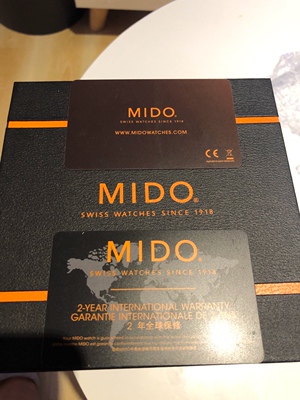 MIDO®
SWISS WATCHES SINCE 1918
WWW.MIDOWATCHES.COM
CE
MIDO®
SWISS WATCHES SINCE 1918
MIDO®
SWISS WATCHES SINCE 1918
2-YEAR INTERNATIONAL WARRANTY
GARANTIE INTERNATIONALE DE 2 ANS
2 年全球保修